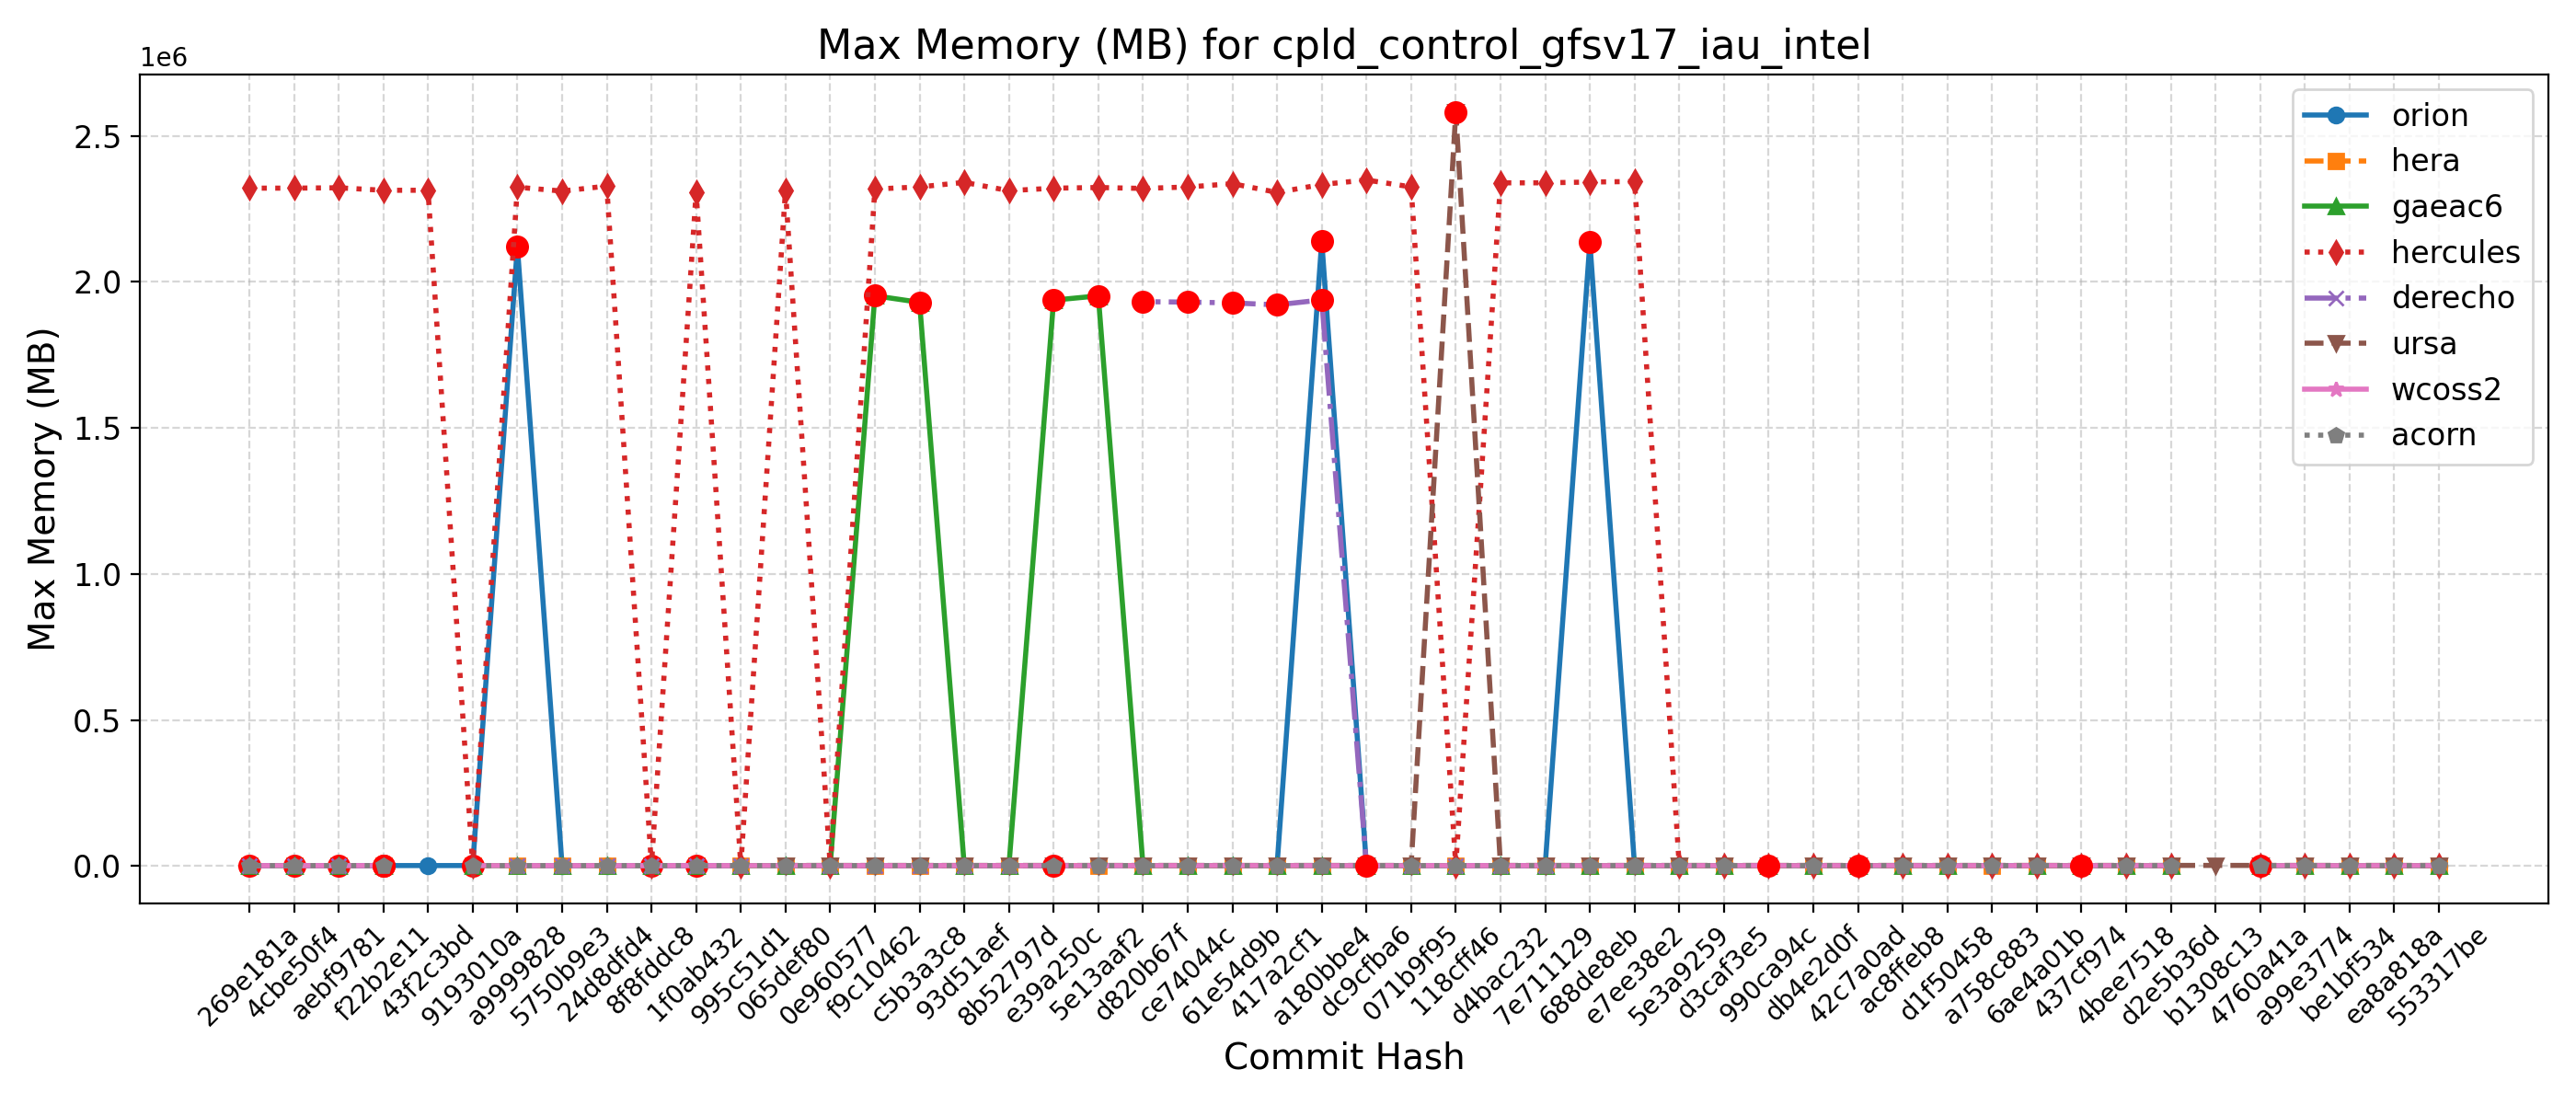 Max Memory (MB) for cpld_control_gfsv17_iau_intel
1e6
Max Memory (MB)
2.5
2.0
1.5
1.0
0.5
0.0
orion
hera
gaeac6
hercules
derecho
ursa
wcoss2
acorn
269e181a
4cbe50f4
aebf9781
f22b2e11
43f2c3bd
9193010a
a9999828
5750b9e3
24d8dfd4
8f8fddc8
1f0ab432
995c51d1
065def80
0e960577
f9c10462
c5b3a3c8
93d51aef
8b52797d
e39a250c
5e13aaf2
d820b67f
ce74044c
61e54d9b
417a2cf1
a180bbe4
dc9cfba6
071b9f95
118cff46
d4bac232
7e711129
688de8eb
e7ee38e2
5e3a9259
d3caf3e5
990ca94c
db4e2d0f
42c7a0ad
ac8ffeb8
d1f50458
a758c883
6ae4a01b
437cf974
4bee7518
d2e5b36d
b1308c13
4760a41a
a99e3774
be1bf534
ea8a818a
553317be
Commit Hash